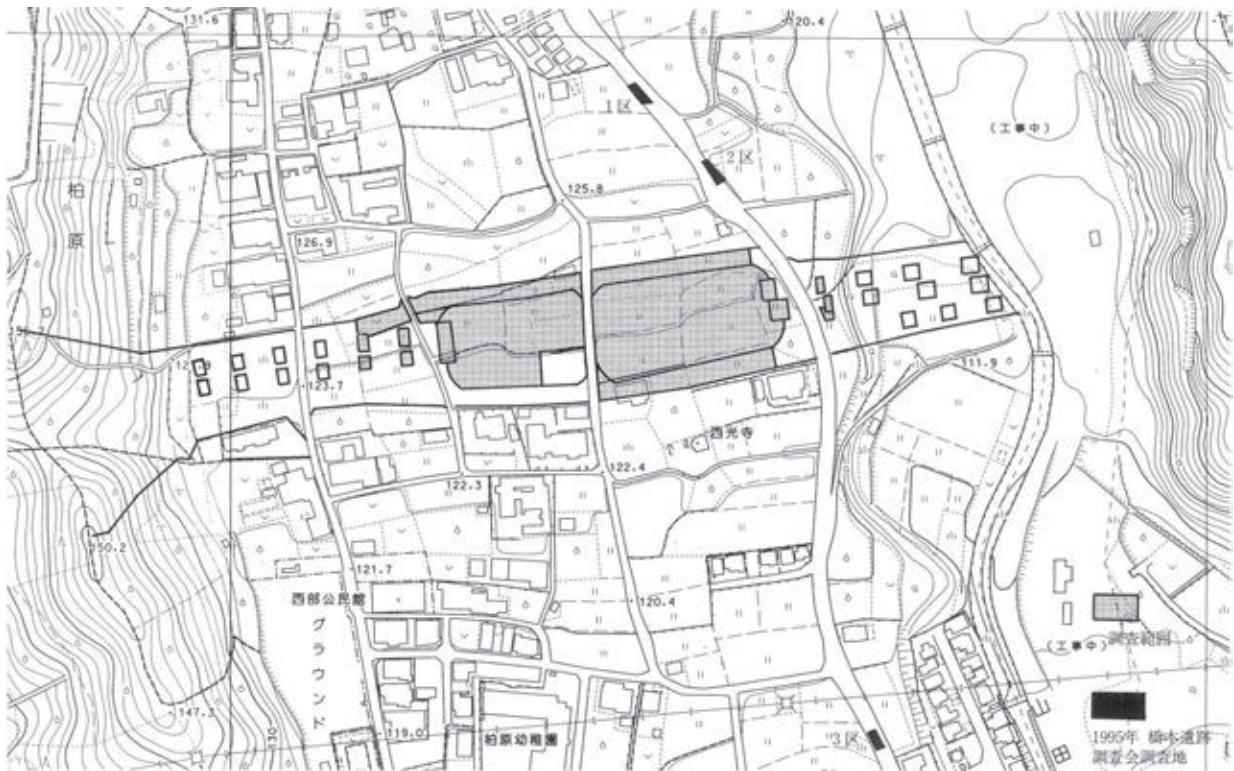 131.6
120.4
1区
(工事中)
2区
柏原
125.8
126.9
123.7
111.9
西光寺
122.4
122.3
150.2
121.7
西部公民館
120.4
グラウンド
調査範囲
(工事中)
147.3
130
119.0
柏原幼稚園
3区
1995年 橋本遺跡
調査会調査地